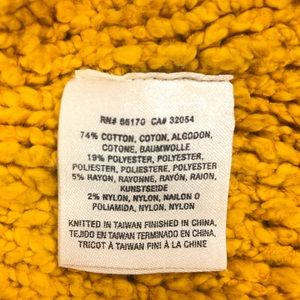 RN# 66170 CA# 32054
74% COTTON, COTON, ALGODON,
COTONE, BAUMWOLLE
19% POLYESTER, POLYESTER,
POLIESTER, POLIESTERE, POLYESTER
5% RAYON, RAYONNE, RAYÓN, RAION,
KUNSTSEIDE
2% NYLON, NYLON, NAILON O
POLIAMIDA, NYLON, NYLON
KNITTED IN TAIWAN FINISHED IN CHINA,
TEJIDO EN TAIWAN TERMINADO EN CHINA,
TRICOT À TAIWAN FINI À LA CHINE